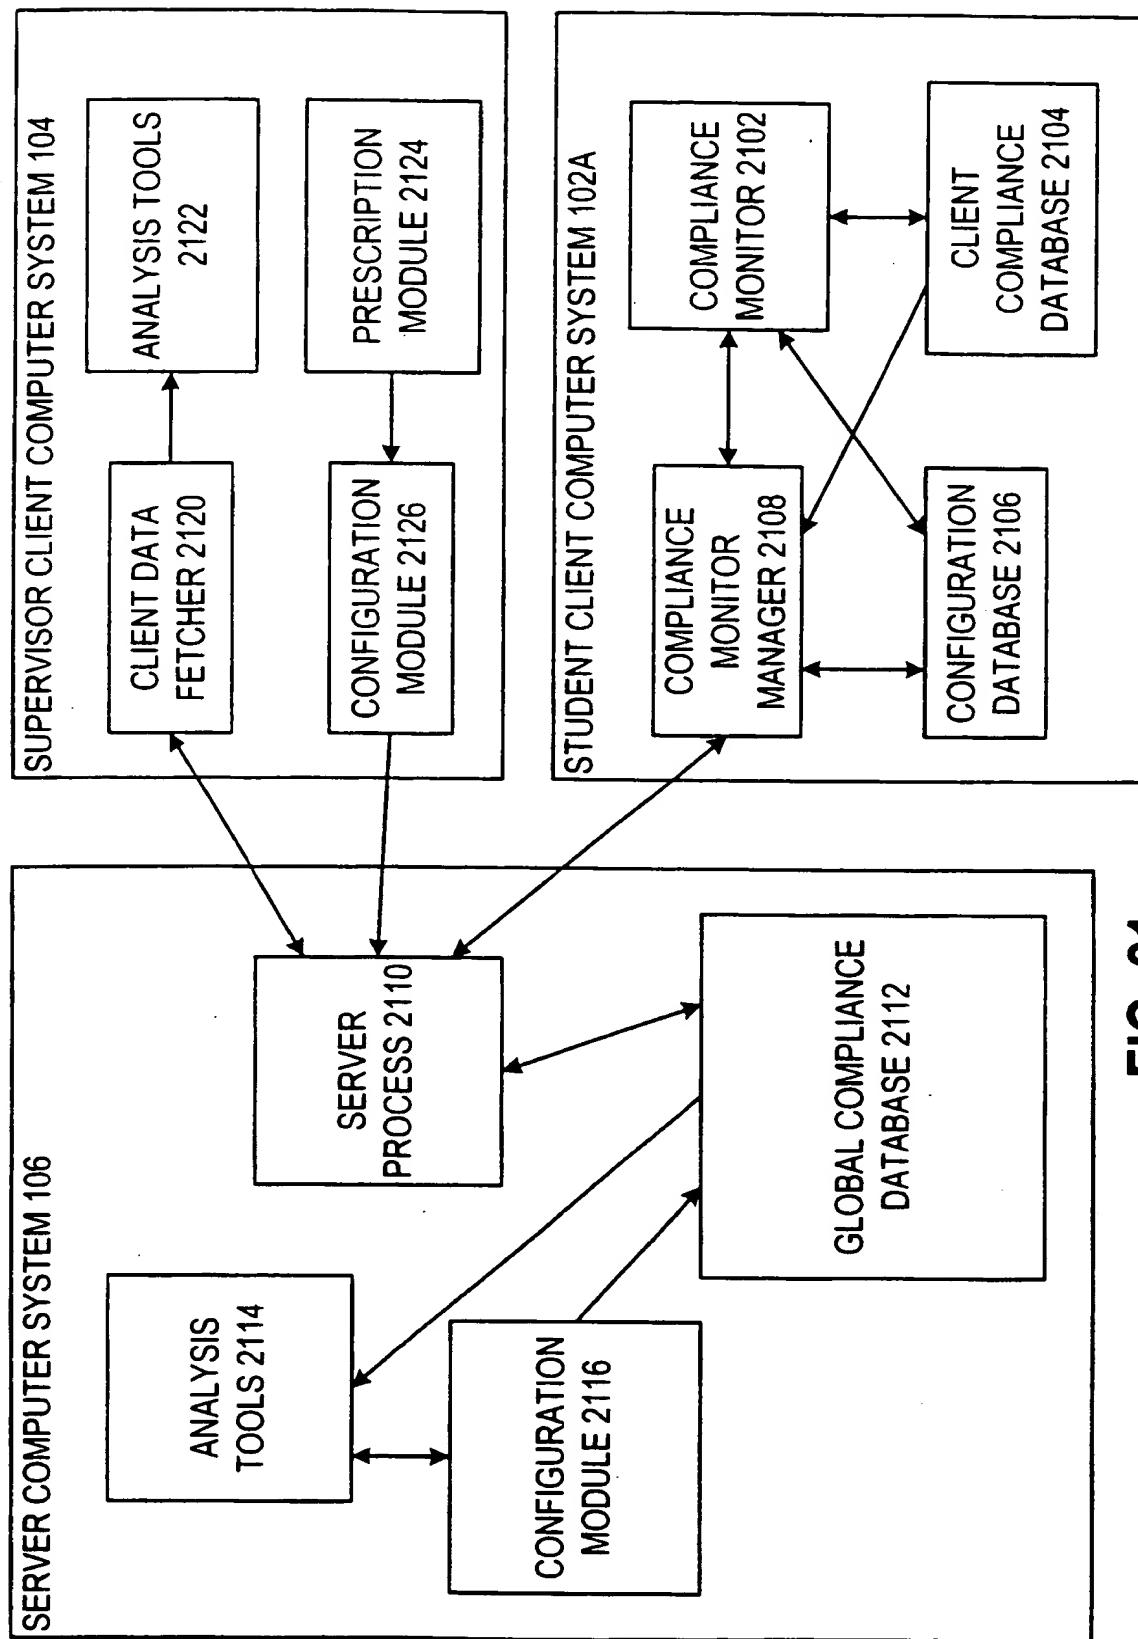 SERVER COMPUTER SYSTEM 106
ANALYSIS
TOOLS 2114
CONFIGURATION
MODULE 2116
SERVER
PROCESS 2110
GLOBAL COMPLIANCE
DATABASE 2112
SUPERVISOR CLIENT COMPUTER SYSTEM 104
CLIENT DATA
FETCHER 2120
ANALYSIS TOOLS
2122
CONFIGURATION
MODULE 2126
PRESCRIPTION
MODULE 2124
STUDENT CLIENT COMPUTER SYSTEM 102A
COMPLIANCE
MONITOR
MANAGER 2108
COMPLIANCE
MONITOR 2102
CONFIGURATION
DATABASE 2106
CLIENT
COMPLIANCE
DATABASE 2104